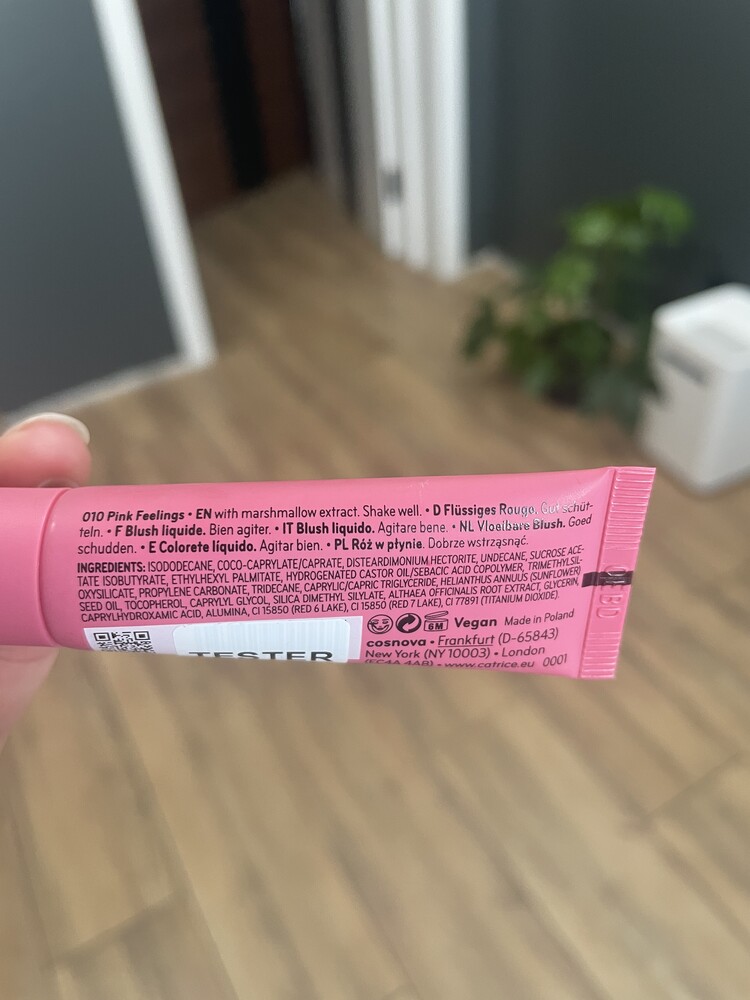 010 Pink Feelings • EN with marshmallow extract. Shake well. • D Flüssiges Rouge. Gut schüt-
teln. • F Blush liquide. Bien agiter. • IT Blush liquido. Agitare bene. • NL Vloeibare Blush. Goed
schudden. • E Colorete líquido. Agitar bien. • PL Róż w płynie. Dobrze wstrząsnąć.
INGREDIENTS: ISODODECANE, COCO-CAPRYLATE/CAPRATE, DISTEARDIMONIUM HECTORITE, UNDECANE, SUCROSE ACE-
TATE ISOBUTYRATE, ETHYLHEXYL PALMITATE, HYDROGENATED CASTOR OIL/SEBACIC ACID COPOLYMER, TRIMETHYLSIL-
OXYSILICATE, PROPYLENE CARBONATE, TRIDECANE, CAPRYLIC/CAPRIC TRIGLYCERIDE, HELIANTHUS ANNUUS (SUNFLOWER)
SEED OIL, TOCOPHEROL, CAPRYLYL GLYCOL, SILICA DIMETHYL SILYLATE, ALTHAEA OFFICINALIS ROOT EXTRACT, GLYCERIN,
CAPRYLHYDROXAMIC ACID, ALUMINA, CI 15850 (RED 6 LAKE), CI 15850 (RED 7 LAKE), CI 77891 (TITANIUM DIOXIDE).
6M Vegan Made in Poland
cosnova • Frankfurt (D-65843)
New York (NY 10003) • London
(EC4A 4AB) • www.catrice.eu 0001
TESTER